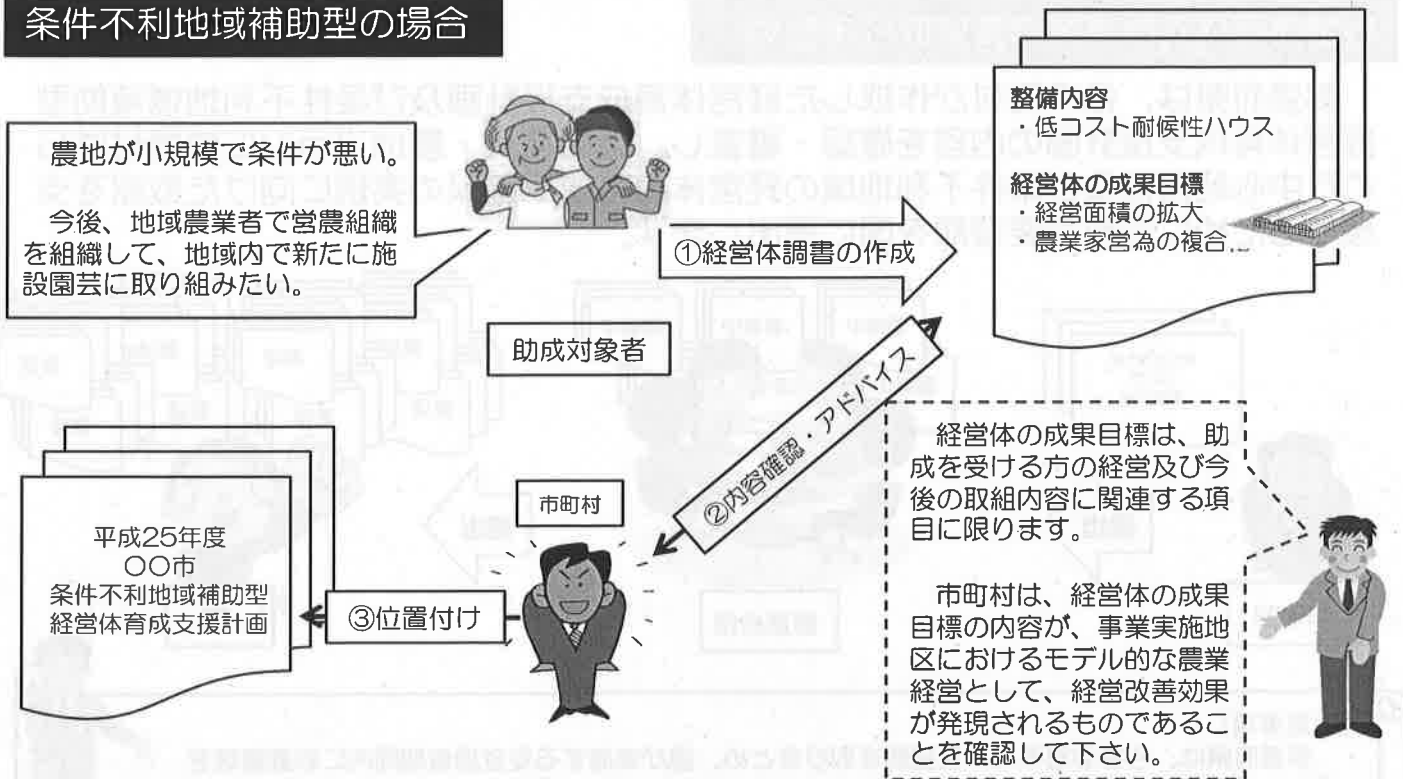 条件不利地域補助型の場合
農地が小規模で条件が悪い。
今後、地域農業者で営農組織
を組織して、地域内で新たに施
設園芸に取り組みたい。
①経営体調書の作成
整備内容
・低コスト耐候性ハウス
経営体の成果目標
・経営面積の拡大
・農業家営為の複合...
助成対象者
②内容確認・アドバイス
市町村
③位置付け
平成25年度
〇〇市
条件不利地域補助型
経営体育成支援計画
経営体の成果目標は、助
成を受ける方の経営及び今
後の取組内容に関連する項
目に限ります。
市町村は、経営体の成果
目標の内容が、事業実施地
区におけるモデル的な農業
経営として、経営改善効果
が発現されるものであるこ
とを確認して下さい。